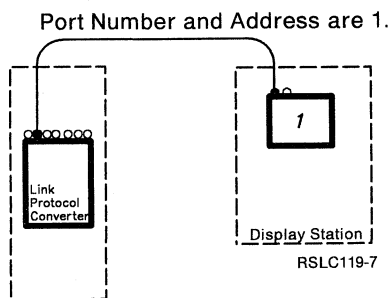 Port Number and Address are 1.
1
Link
Protocol
Converter
Display Station
RSLC119-7